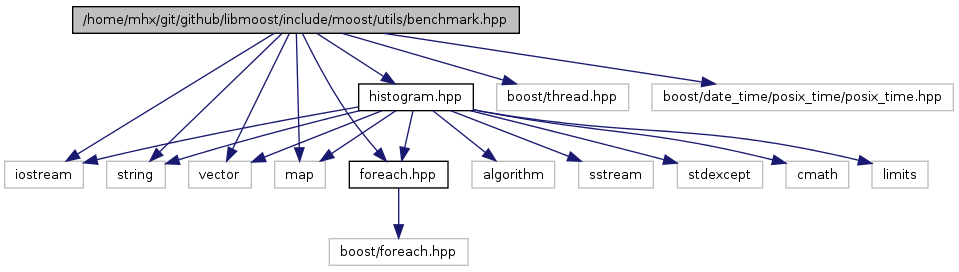 /home/mhx/git/github/libmoost/include/moost/utils/benchmark.hpp
histogram.hpp
boost/thread.hpp
boost/date_time/posix_time/posix_time.hpp
iostream
string
vector
map
foreach.hpp
algorithm
sstream
stdexcept
cmath
limits
boost/foreach.hpp